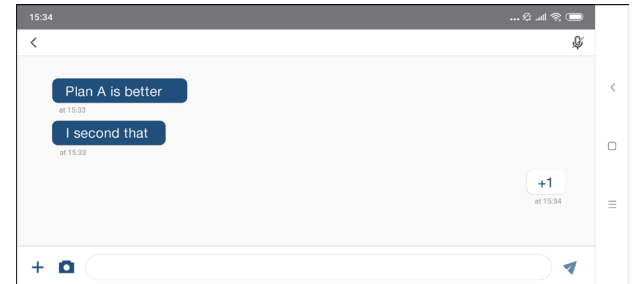 15:34
...
Plan A is better
at 15:33
I second that
at 15:33
+1
at 15:34